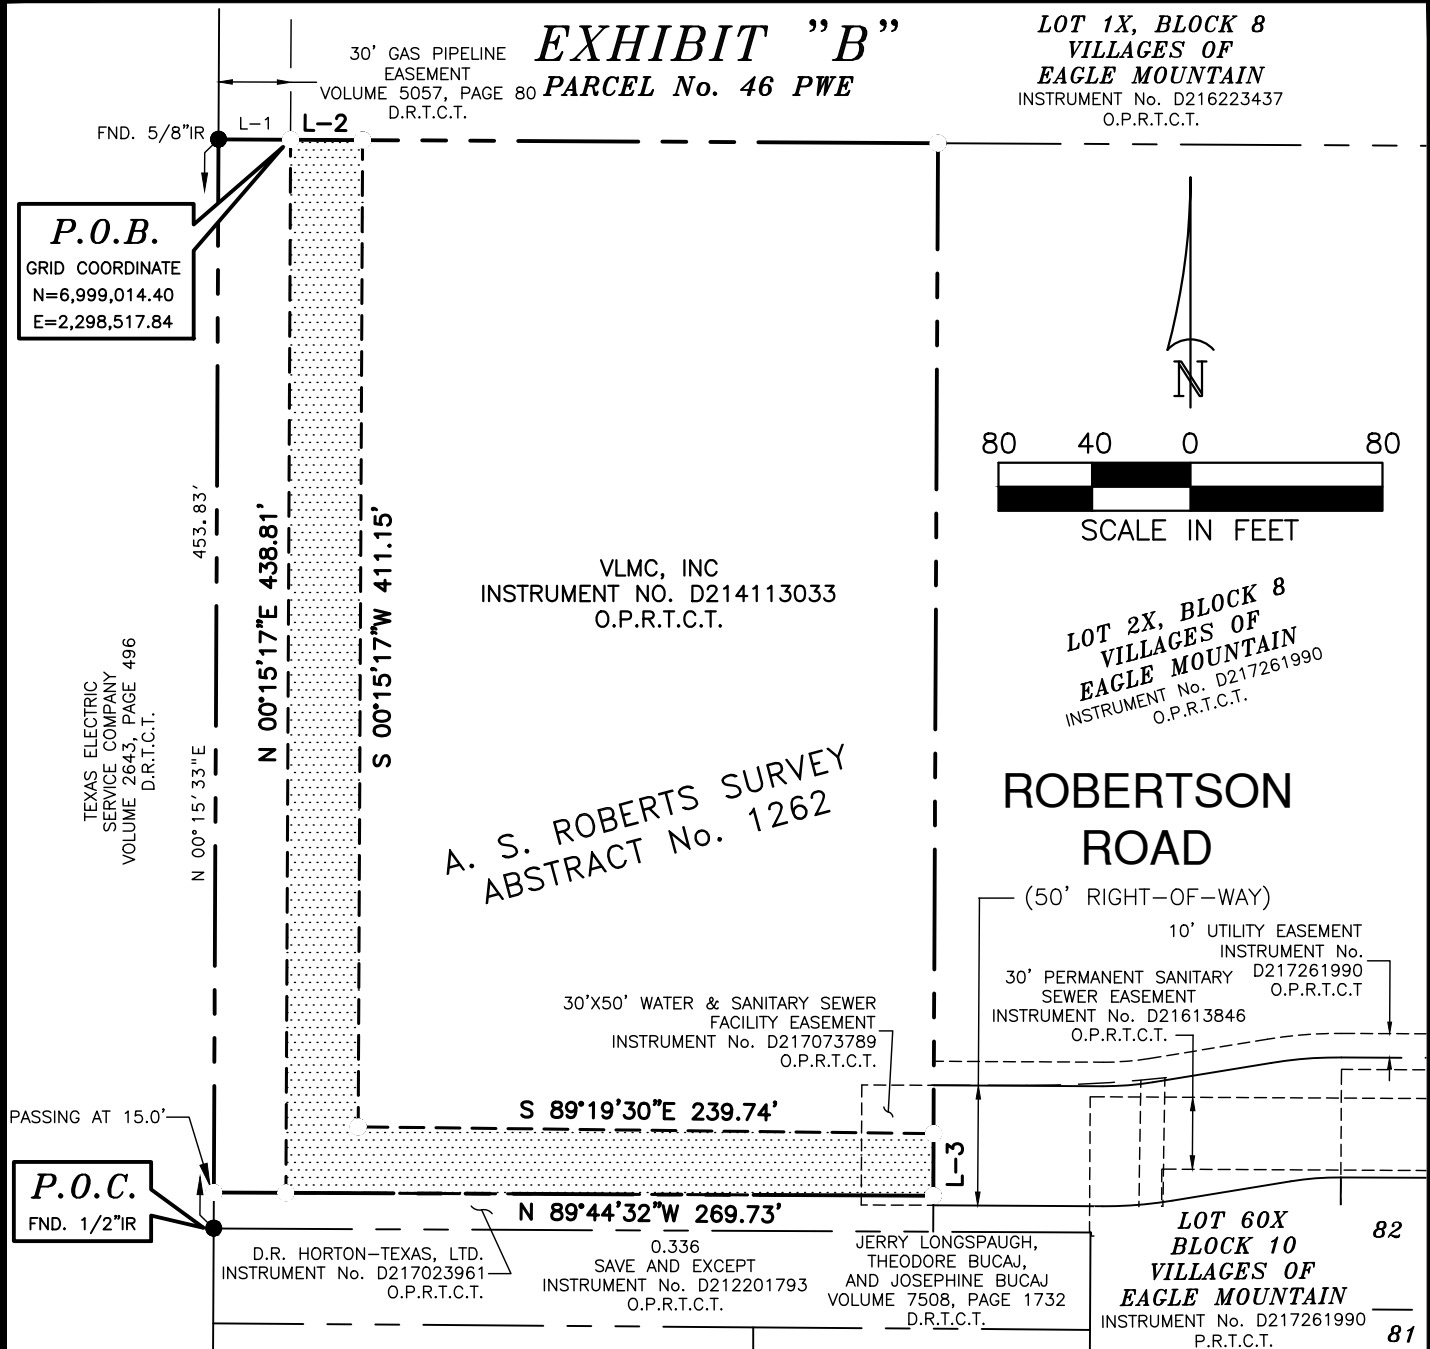 EXHIBIT "B"
PARCEL No. 46 PWE
30' GAS PIPELINE
EASEMENT
VOLUME 5057, PAGE 80
D.R.T.C.T.
LOT 1X, BLOCK 8
VILLAGES OF
EAGLE MOUNTAIN
INSTRUMENT No. D216223437
O.P.R.T.C.T.
FND. 5/8"IR
L-1
L-2
P.O.B.
GRID COORDINATE
N=6,999,014.40
E=2,298,517.84
N
80 40 0 80
SCALE IN FEET
453.83'
N 00°15'33"E
N 00°15'17"E 438.81'
S 00°15'17"W 411.15'
VLMC, INC
INSTRUMENT NO. D214113033
O.P.R.T.C.T.
LOT 2X, BLOCK 8
VILLAGES OF
EAGLE MOUNTAIN
INSTRUMENT No. D217261990
O.P.R.T.C.T.
TEXAS ELECTRIC
SERVICE COMPANY
VOLUME 2643, PAGE 496
D.R.T.C.T.
A. S. ROBERTS SURVEY
ABSTRACT No. 1262
ROBERTSON
ROAD
(50' RIGHT-OF-WAY)
10' UTILITY EASEMENT
INSTRUMENT No.
D217261990
O.P.R.T.C.T
30' PERMANENT SANITARY
SEWER EASEMENT
INSTRUMENT No. D21613846
O.P.R.T.C.T.
30'X50' WATER & SANITARY SEWER
FACILITY EASEMENT
INSTRUMENT No. D217073789
O.P.R.T.C.T.
PASSING AT 15.0'
S 89°19'30"E 239.74'
L-3
P.O.C.
FND. 1/2"IR
N 89°44'32"W 269.73'
D.R. HORTON-TEXAS, LTD.
INSTRUMENT No. D217023961
O.P.R.T.C.T.
0.336
SAVE AND EXCEPT
INSTRUMENT No. D212201793
O.P.R.T.C.T.
JERRY LONGSPAUGH,
THEODORE BUCAJ,
AND JOSEPHINE BUCAJ
VOLUME 7508, PAGE 1732
D.R.T.C.T.
LOT 60X
BLOCK 10
VILLAGES OF
EAGLE MOUNTAIN
INSTRUMENT No. D217261990
P.R.T.C.T.
82
81